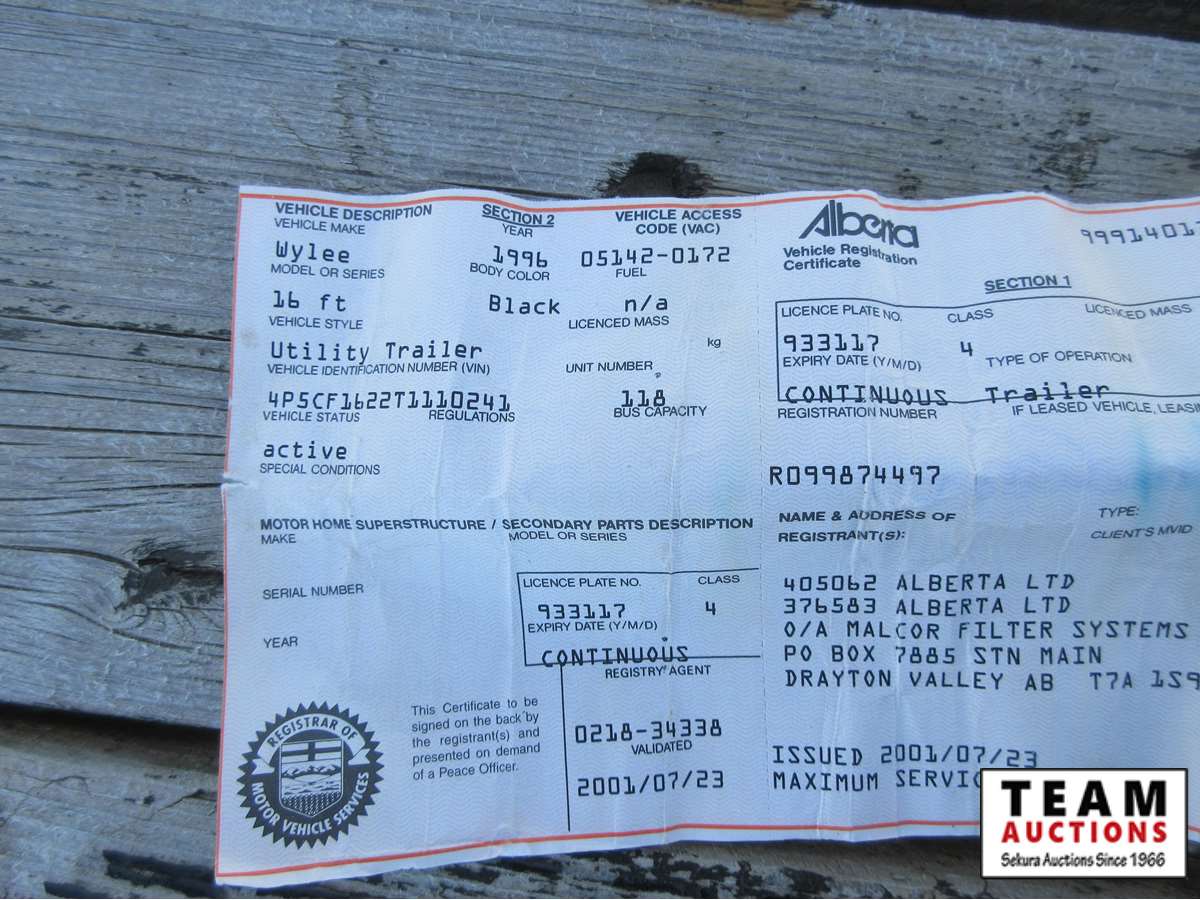 VEHICLE DESCRIPTION SECTION 2 VEHICLE ACCESS CODE (VAC)
VEHICLE MAKE YEAR
Wylee 1996 05142-0172
MODEL OR SERIES BODY COLOR FUEL
16 ft Black n/a
VEHICLE STYLE LICENCED MASS
kg
Utility Trailer
VEHICLE IDENTIFICATION NUMBER (VIN) UNIT NUMBER
4P5CF1622T1110241 118
VEHICLE STATUS REGULATIONS BUS CAPACITY
active
SPECIAL CONDITIONS
MOTOR HOME SUPERSTRUCTURE / SECONDARY PARTS DESCRIPTION
MAKE MODEL OR SERIES
SERIAL NUMBER
YEAR
LICENCE PLATE NO. CLASS
933117 4
EXPIRY DATE (Y/M/D)
CONTINUOUS
REGISTRY AGENT
0218-34338
VALIDATED
2001/07/23
REGISTRAR OF
MOTOR VEHICLE SERVICES
This Certificate to be
signed on the back by
the registrant(s) and
presented on demand
of a Peace Officer.
Alberta
Vehicle Registration
Certificate
SECTION 1
LICENCE PLATE NO. CLASS LICENCED MASS
933117 4
EXPIRY DATE (Y/M/D) TYPE OF OPERATION
CONTINUOUS Trailer
REGISTRATION NUMBER IF LEASED VEHICLE,
R099874497
NAME & ADDRESS OF TYPE:
REGISTRANT(S): CLIENT'S MVID
405062 ALBERTA LTD
376583 ALBERTA LTD
O/A MALCOR FILTER SYSTEMS
PO BOX 7885 STN MAIN
DRAYTON VALLEY AB T7A 1S9
ISSUED 2001/07/23
MAXIMUM
TEAM
AUCTIONS
Sekura Auctions Since 1966